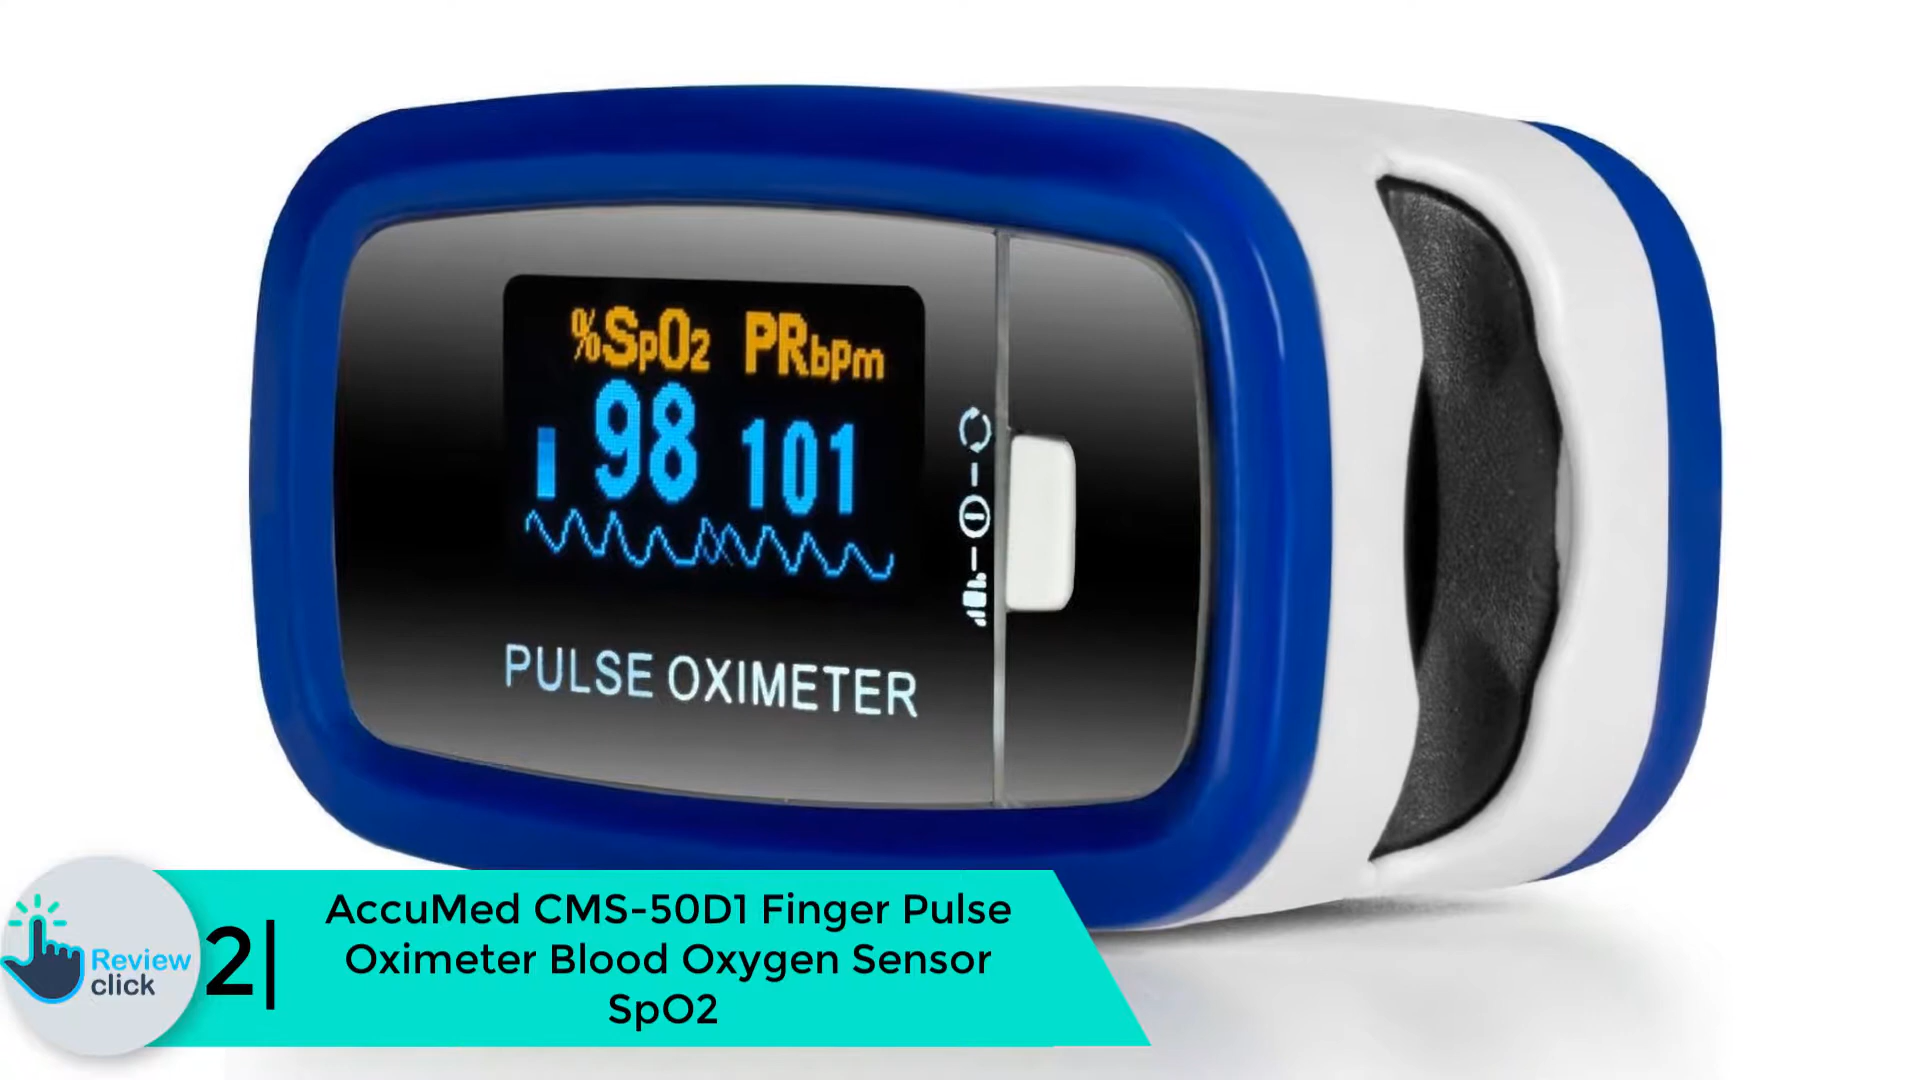 %SpO2 PRbpm
98 101
PULSE OXIMETER
Review
click
2|
AccuMed CMS-50D1 Finger Pulse
Oximeter Blood Oxygen Sensor
SpO2